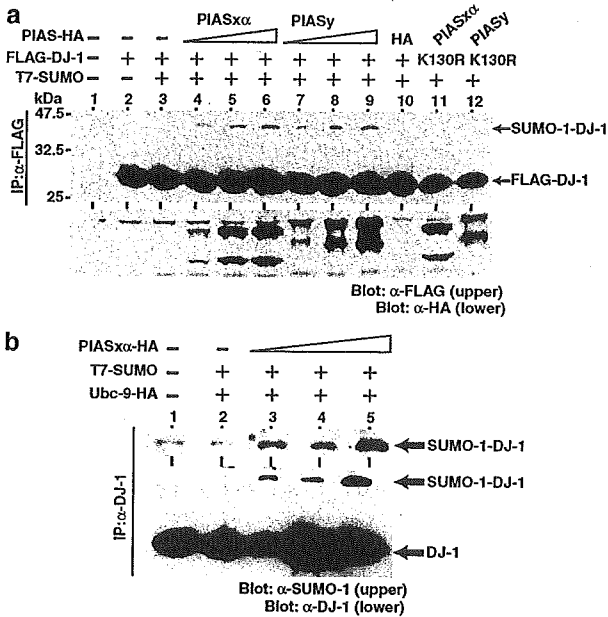 a
PIASxα PIASy PIASxα PIASy
PIAS-HA – – – HA
FLAG-DJ-1 – + + + + + + + + + K130R K130R
T7-SUMO – – + + + + + + + + + +
kDa 1 2 3 4 5 6 7 8 9 10 11 12
47.5-
SUMO-1-DJ-1
32.5-
IP:α-FLAG
FLAG-DJ-1
25-
Blot: α-FLAG (upper)
Blot: α-HA (lower)
b
PIASxα-HA – –
T7-SUMO – + + + +
Ubc-9-HA – + + + +
1 2 3 4 5
SUMO-1-DJ-1
SUMO-1-DJ-1
IP:α-DJ-1
DJ-1
Blot: α-SUMO-1 (upper)
Blot: α-DJ-1 (lower)